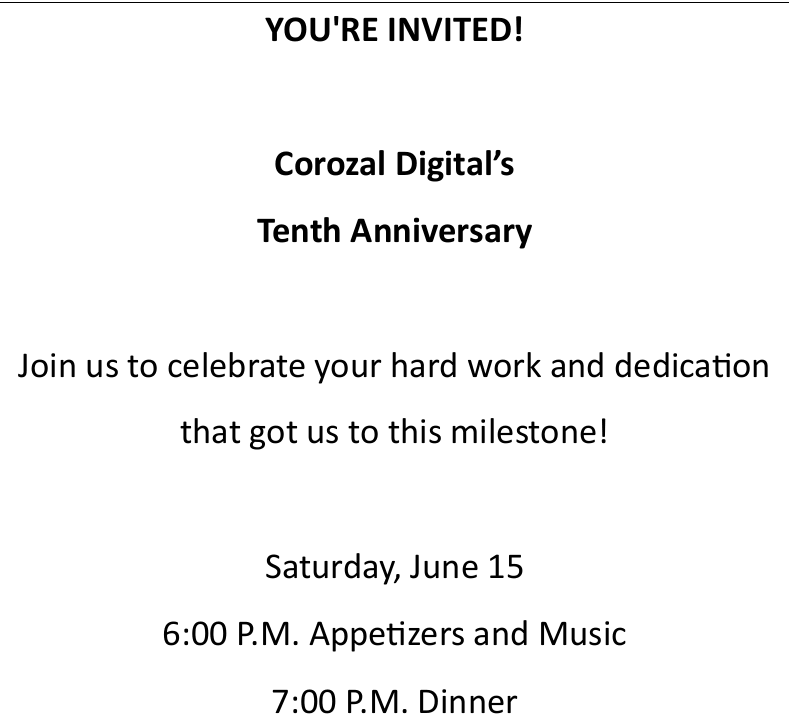 YOU'RE INVITED!
Corozal Digital’s
Tenth Anniversary
Join us to celebrate your hard work and dedication
that got us to this milestone!
Saturday, June 15
6:00 P.M. Appetizers and Music
7:00 P.M. Dinner